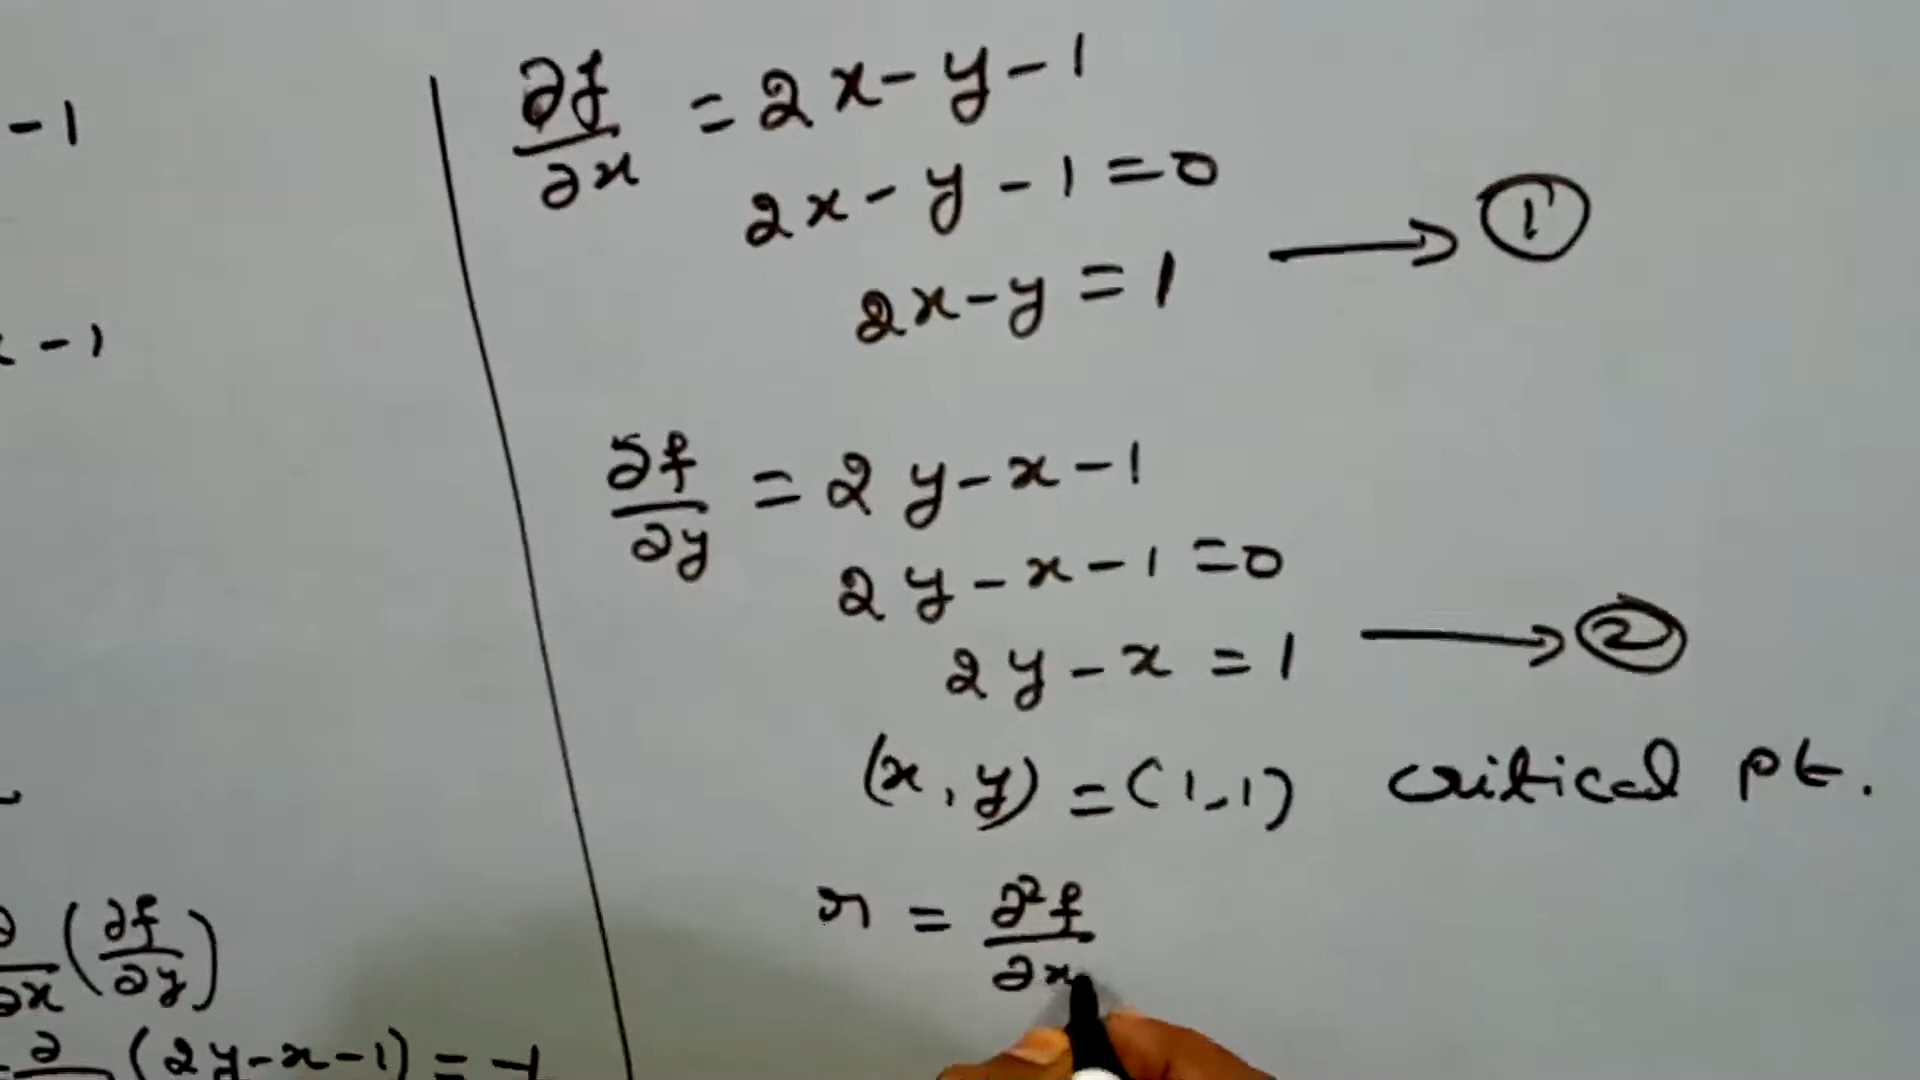 -1
x - 1
∂/∂x (∂f/∂y)
= ∂ (2y-x-1) = -1
∂f/∂x = 2x-y-1
2x-y-1=0
2x-y=1 → ①
∂f/∂y = 2y-x-1
2y-x-1=0
2y-x=1 → ②
(x,y)=(1,1) critical pt.
r = ∂²f/∂x